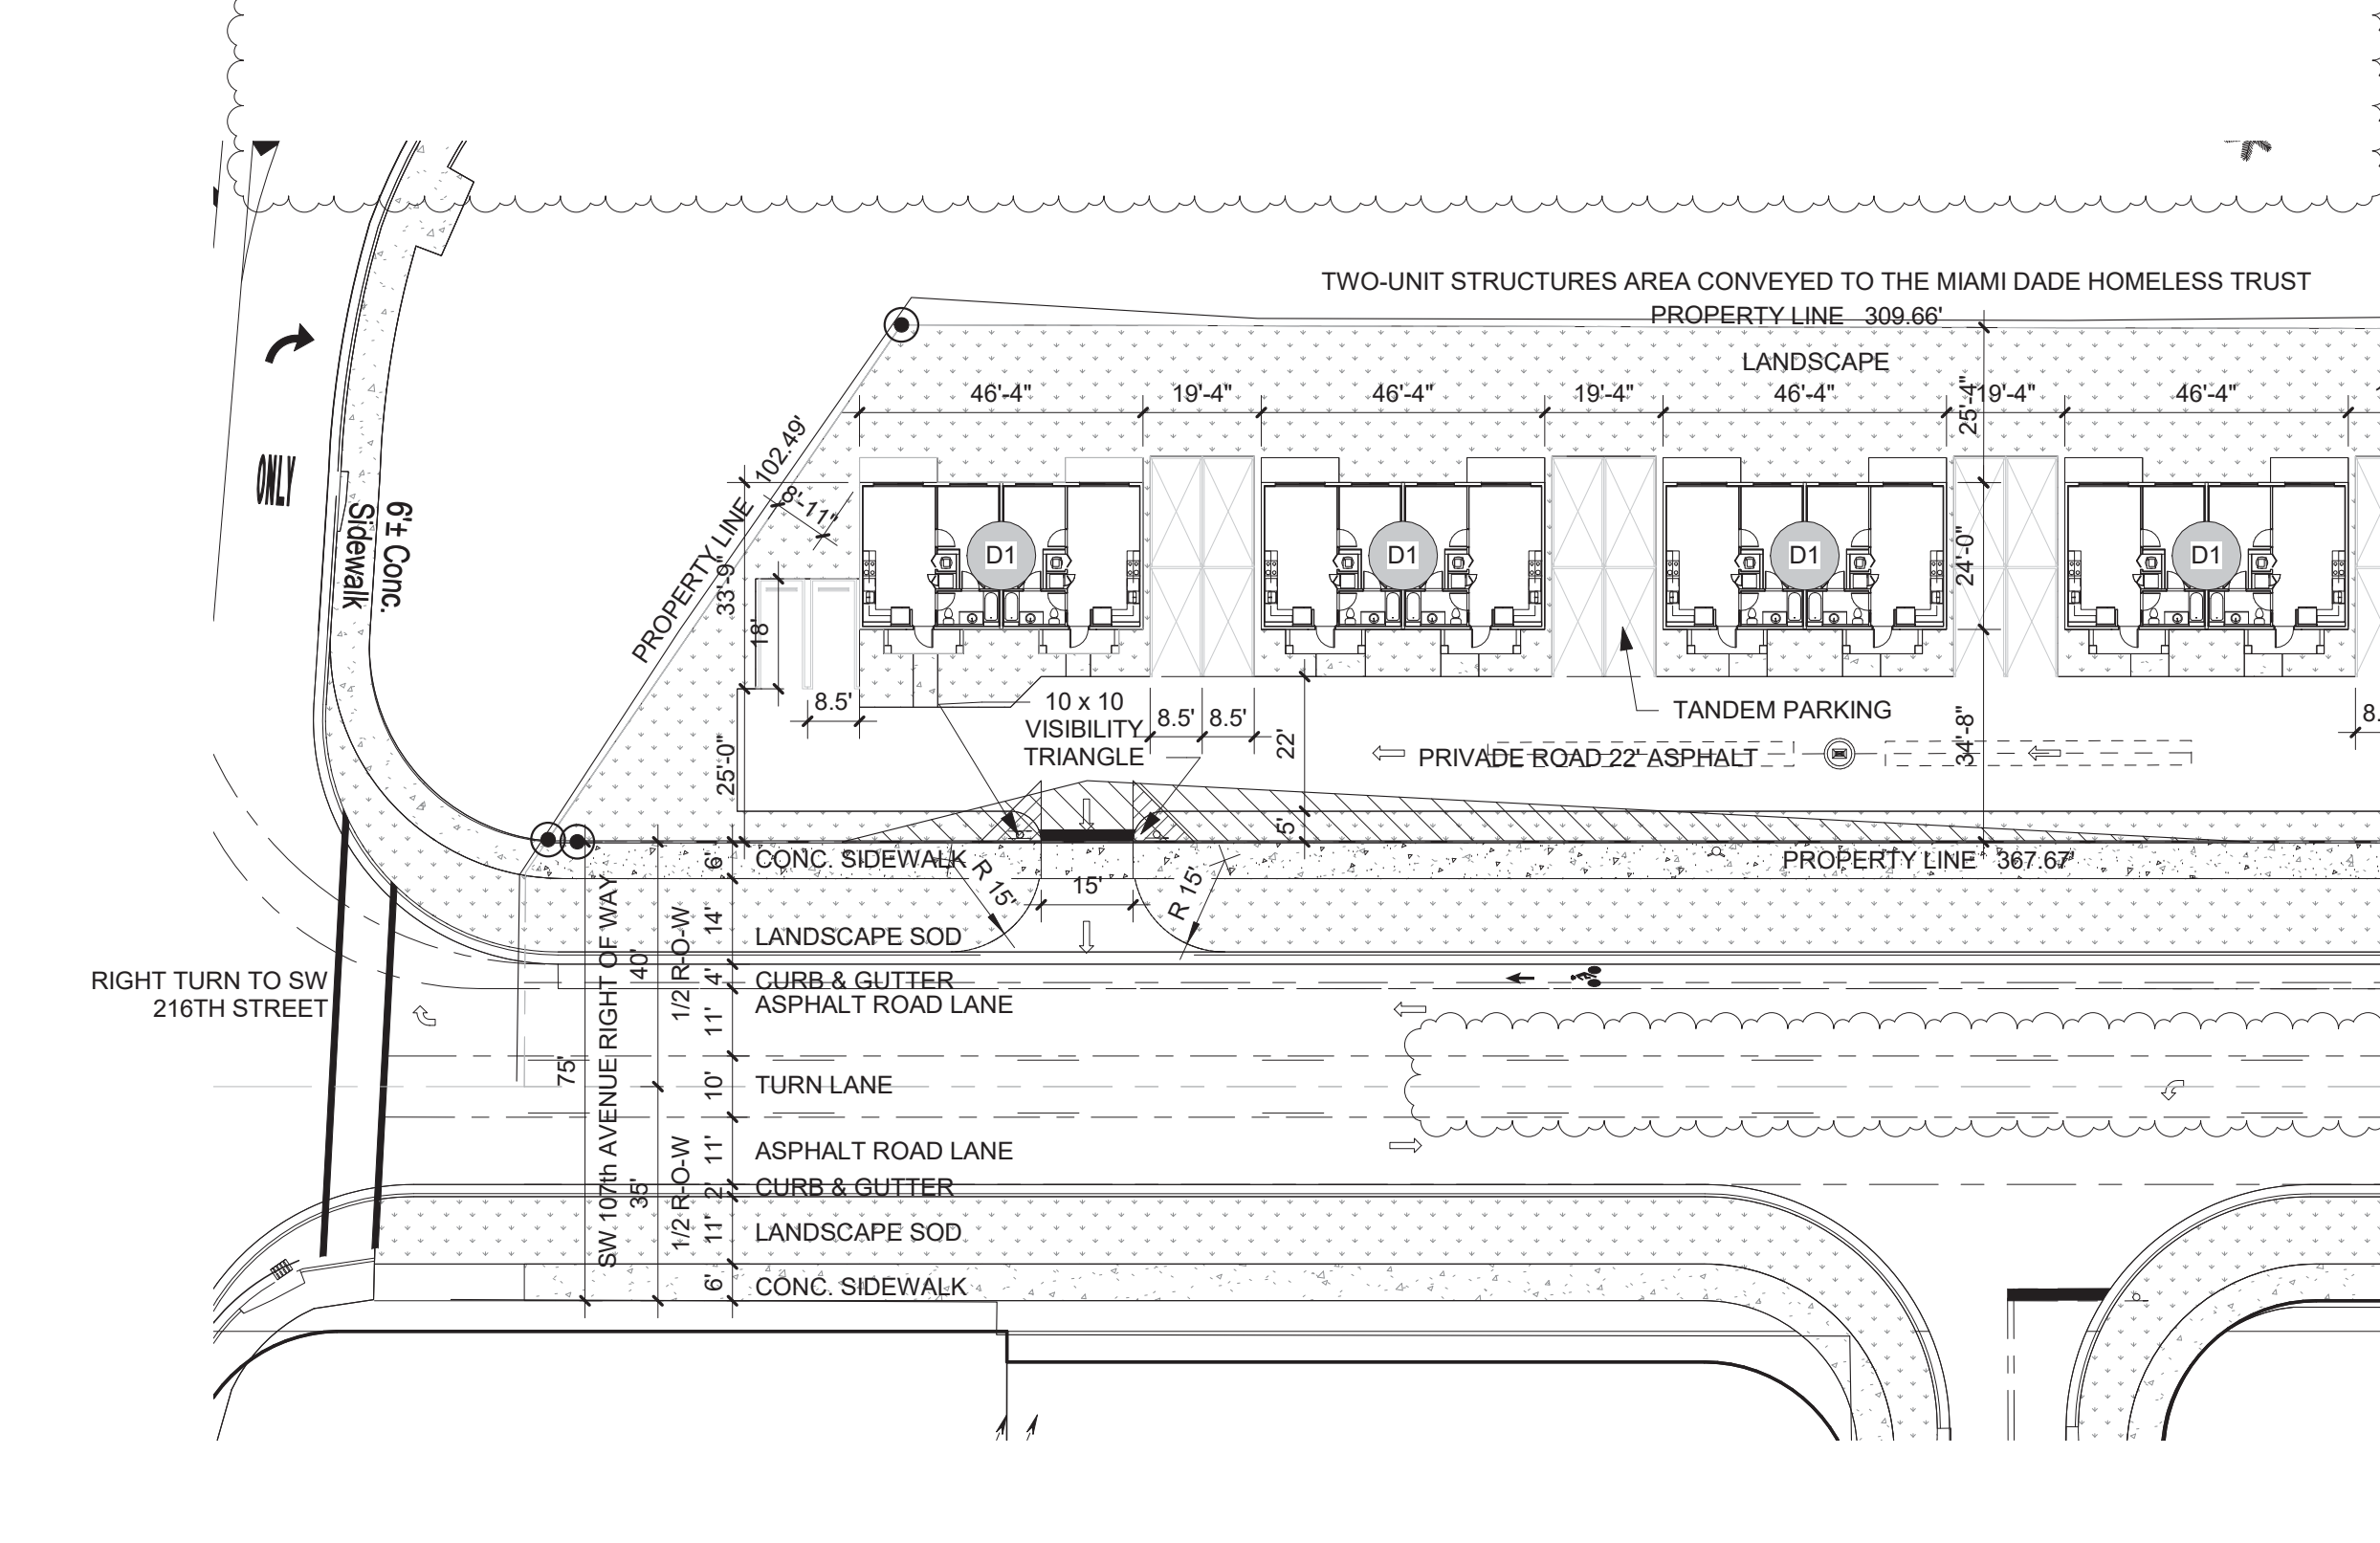 TWO-UNIT STRUCTURES AREA CONVEYED TO THE MIAMI DADE HOMELESS TRUST
PROPERTY LINE 309.66'
LANDSCAPE
46'-4"
19'-4"
46'-4"
19'-4"
46'-4"
19'-4"
46'-4"
25'-4"
ONLY
6'± Conc.
Sidewalk
PROPERTY LINE 102.49'
8'-11"
33'-9"
18'
D1
D1
D1
D1
24'-0"
8.5'
10 x 10
VISIBILITY
TRIANGLE
8.5'
8.5'
22'
TANDEM PARKING
34'-8"
8.
25'-0"
PRIVADE ROAD 22' ASPHALT
5'
6'
CONC. SIDEWALK
PROPERTY LINE 367.67'
R 15'
15'
R 15'
14'
LANDSCAPE SOD
RIGHT TURN TO SW
216TH STREET
SW 107th AVENUE RIGHT OF WAY
75'
40'
1/2 R-O-W
4'
CURB & GUTTER
11'
ASPHALT ROAD LANE
10'
TURN LANE
35'
1/2 R-O-W
11'
ASPHALT ROAD LANE
2'
CURB & GUTTER
11'
LANDSCAPE SOD
6'
CONC. SIDEWALK